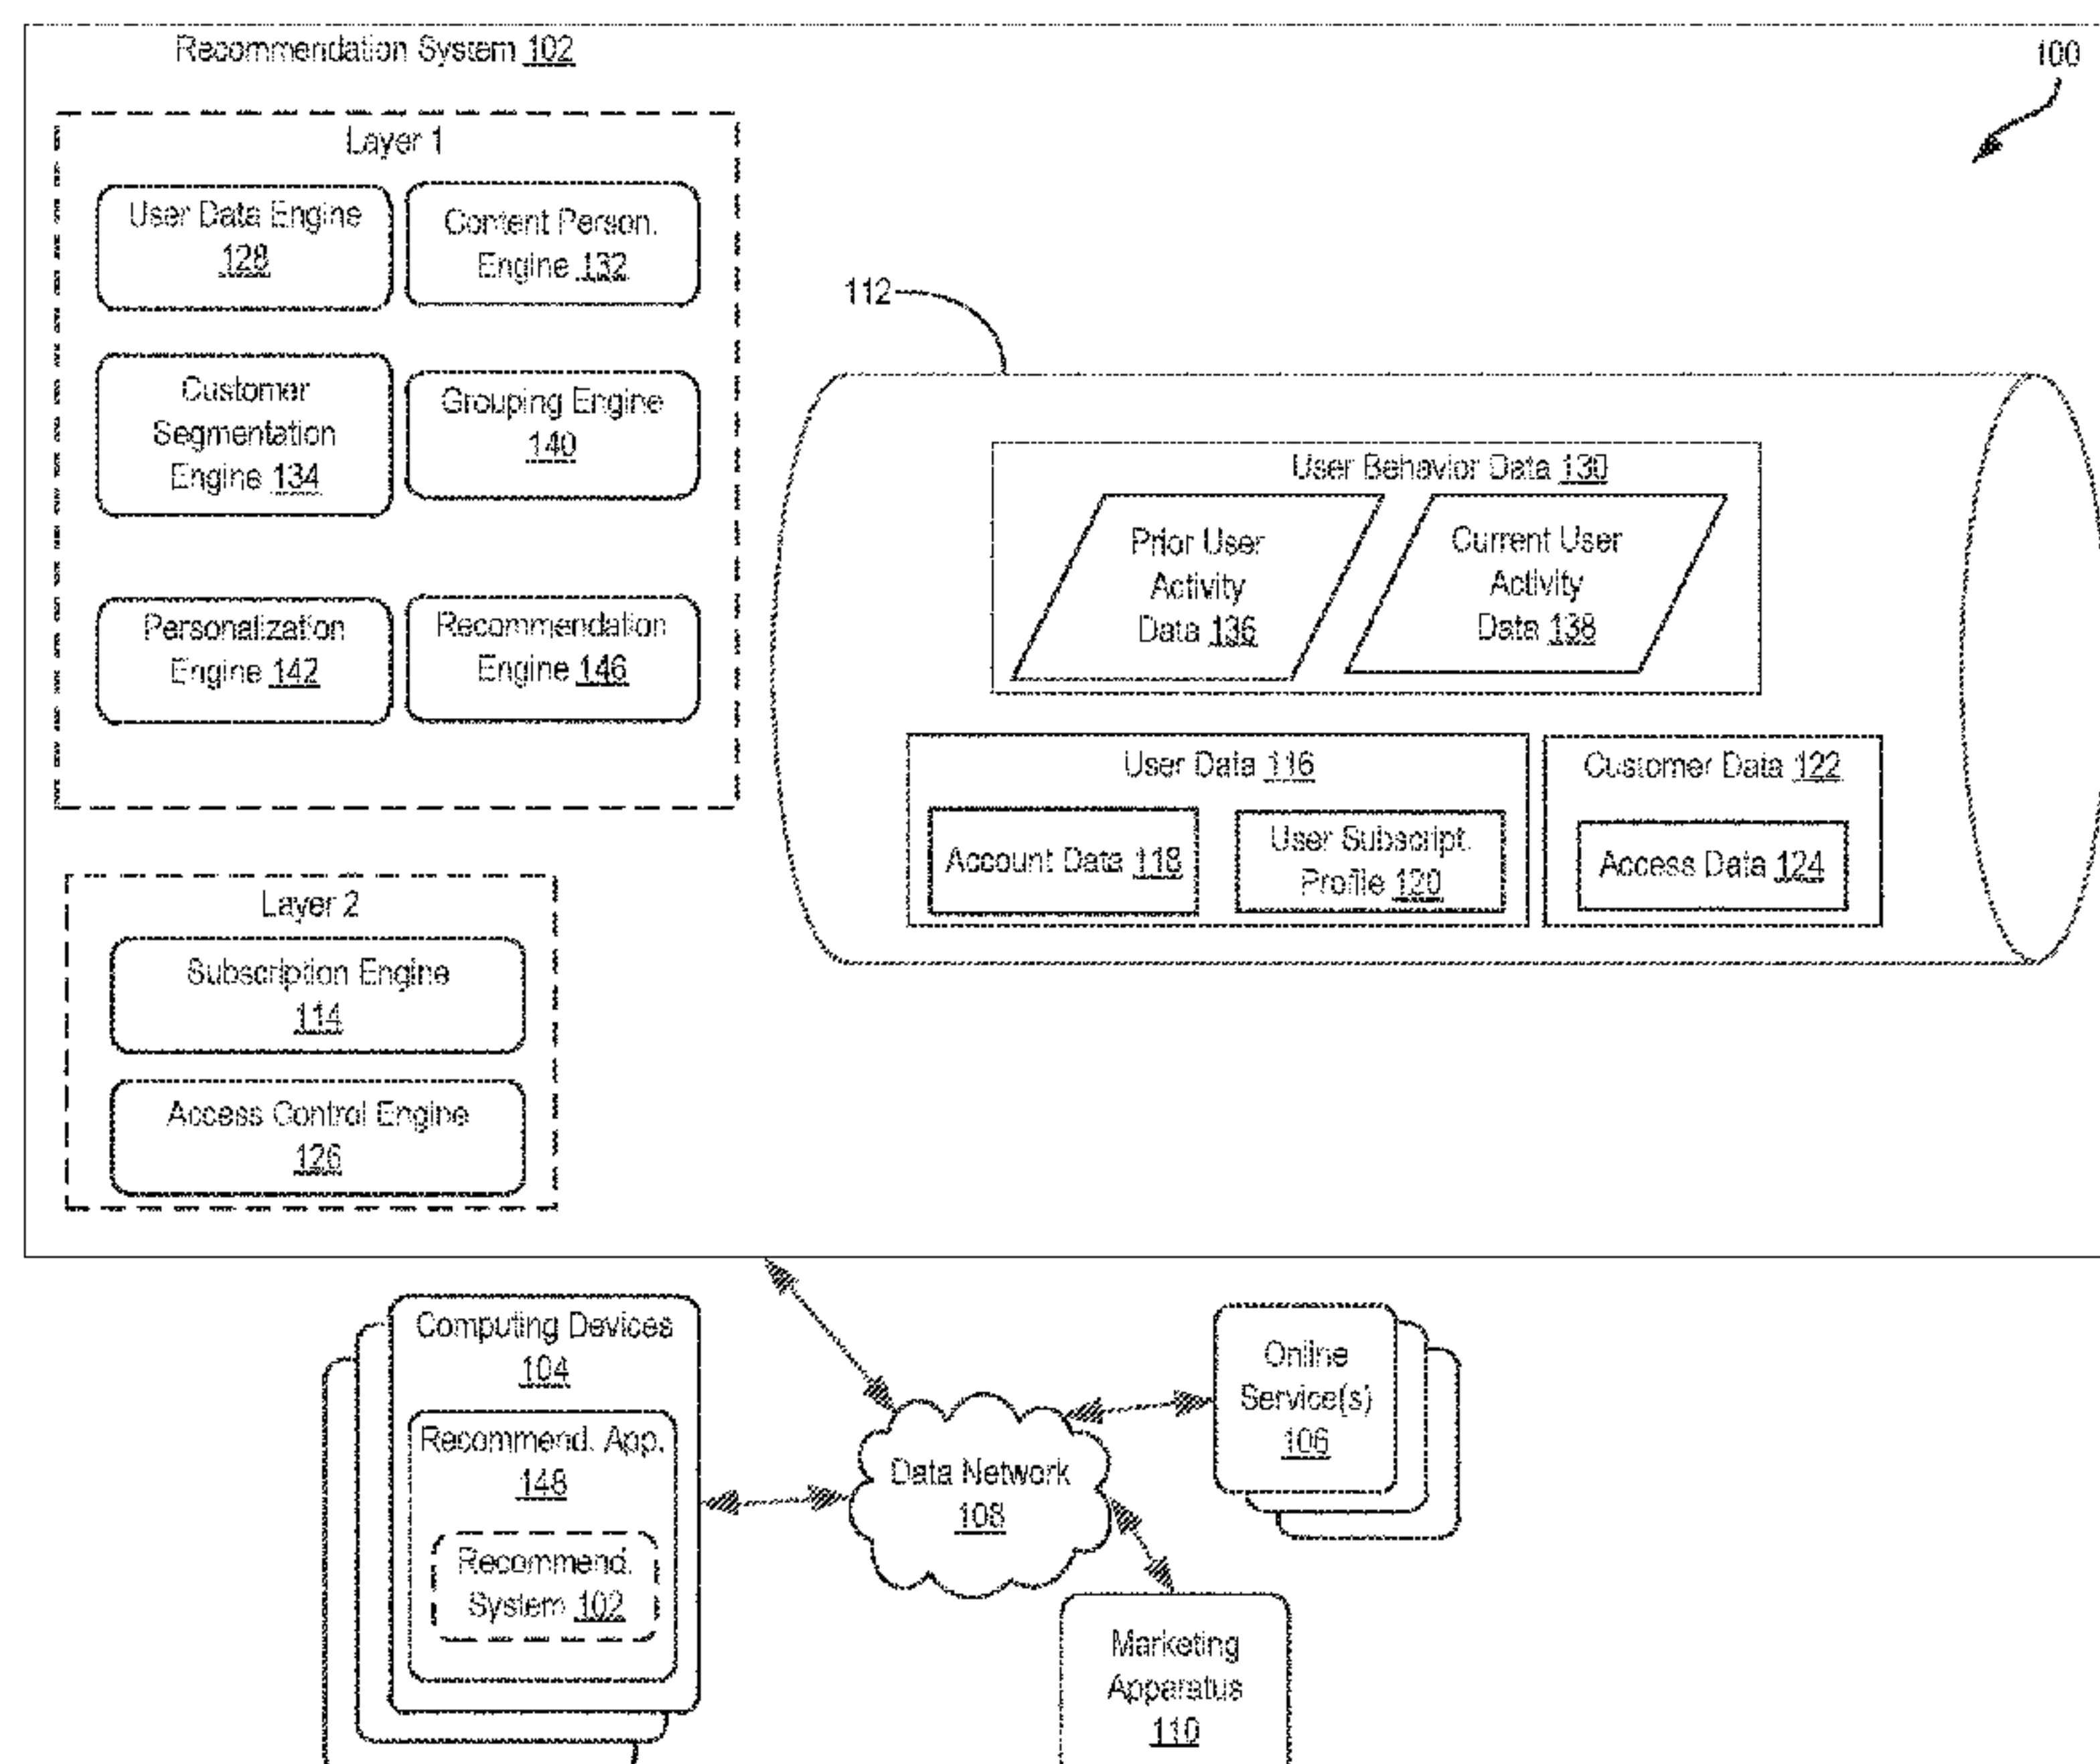 Recommendation System 102
100
Layer 1
User Data Engine
128
Content Person.
Engine 132
Customer
Segmentation
Engine 134
Grouping Engine
140
Personalization
Engine 142
Recommendation
Engine 146
112
User Behavior Data 130
Prior User
Activity
Data 136
Current User
Activity
Data 138
User Data 116
Account Data 118
User Subscript.
Profile 120
Customer Data 122
Access Data 124
Layer 2
Subscription Engine
114
Access Control Engine
126
Computing Devices
104
Recommend. App.
148
Recommend.
System 102
Data Network
108
Online
Service(s)
106
Marketing
Apparatus
110